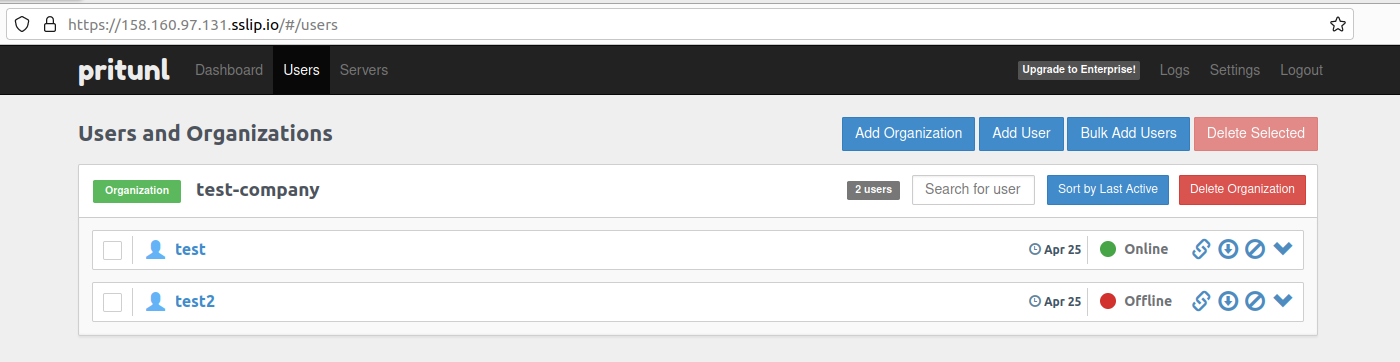 https://158.160.97.131.sslip.io/#/users
pritunl Dashboard Users Servers Upgrade to Enterprise! Logs Settings Logout
Users and Organizations Add Organization Add User Bulk Add Users Delete Selected
Organization test-company 2 users Search for user Sort by Last Active Delete Organization
test Apr 25 Online
test2 Apr 25 Offline